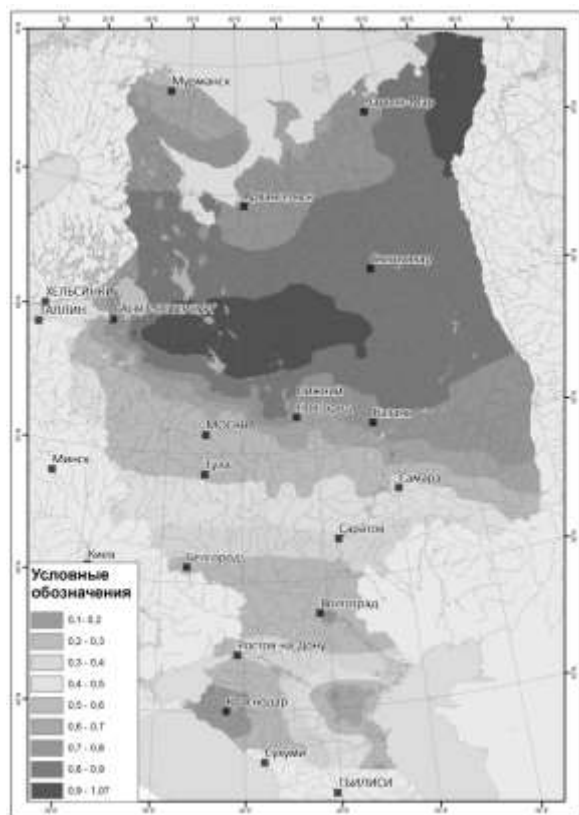 Мурманск
Нарьян-Мар
Архангельск
Сыктывкар
ХЕЛЬСИНКИ
ТАЛЛИН
САНКТ-ПЕТЕРБУРГ
НИЖНИЙ
НОВГОРОД
Казань
МОСКВА
Минск
Тула
Самара
Саратов
Киев
Белгород
Волгоград
Ростов-на-Дону
Краснодар
Сухуми
ТБИЛИСИ
Условные
обозначения
0,1 - 0,2
0,2 - 0,3
0,3 - 0,4
0,4 - 0,5
0,5 - 0,6
0,6 - 0,7
0,7 - 0,8
0,8 - 0,9
0,9 - 1,07